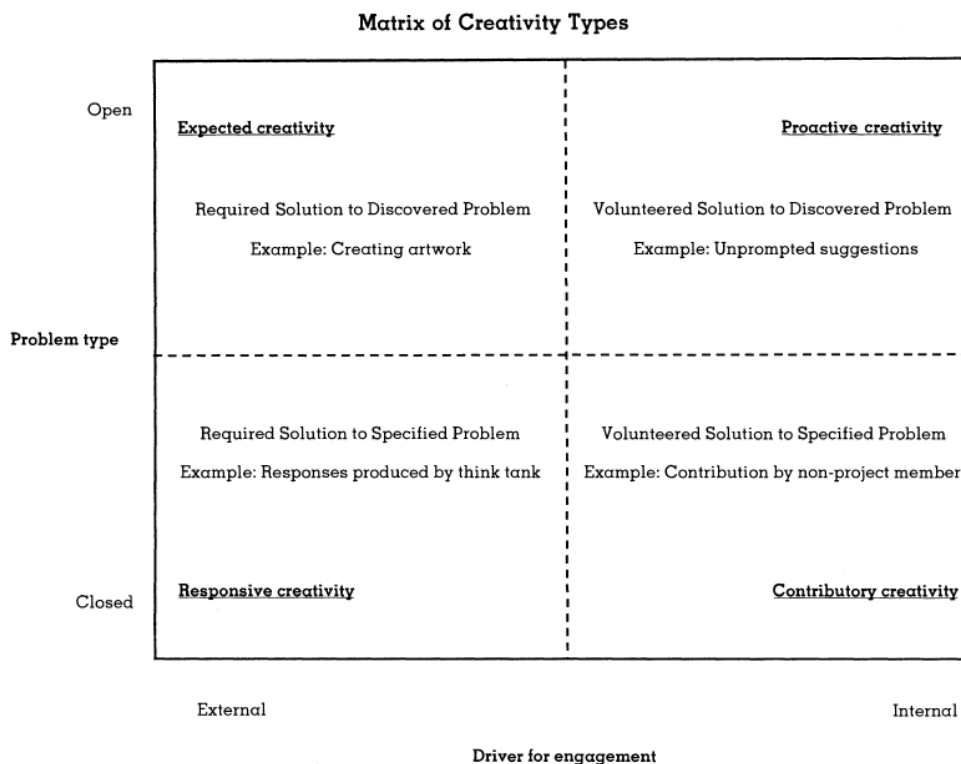 Matrix of Creativity Types
Open
Expected creativity
Proactive creativity
Required Solution to Discovered Problem
Volunteered Solution to Discovered Problem
Example: Creating artwork
Example: Unprompted suggestions
Problem type
Required Solution to Specified Problem
Volunteered Solution to Specified Problem
Example: Responses produced by think tank
Example: Contribution by non-project member
Closed
Responsive creativity
Contributory creativity
External
Internal
Driver for engagement